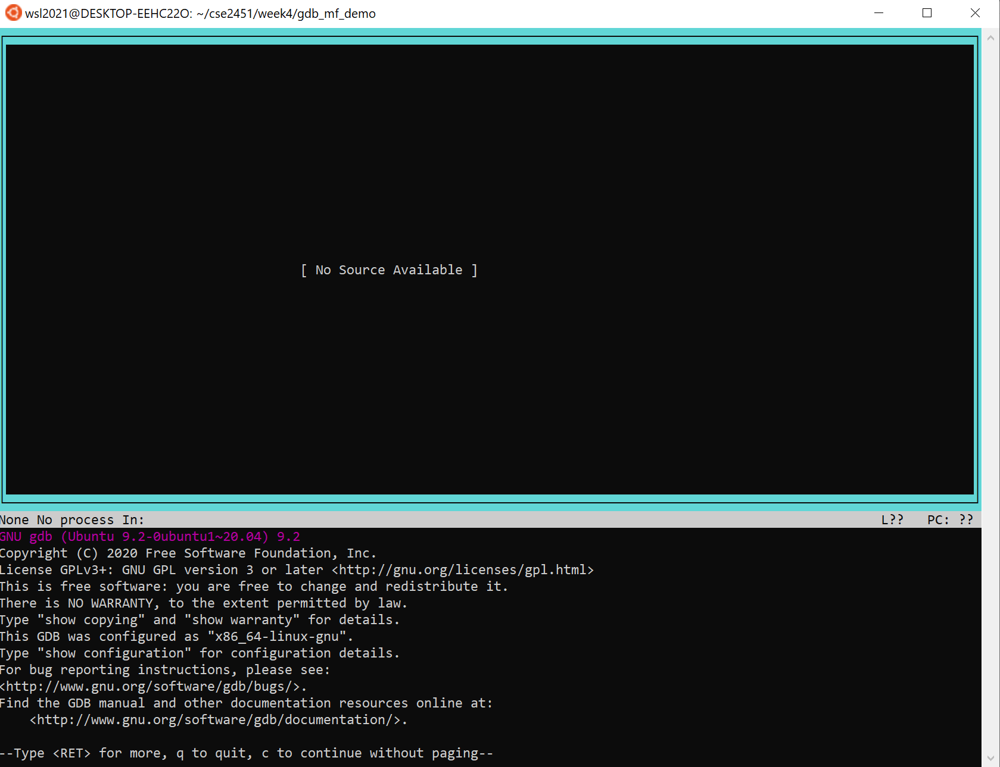 wsl2021@DESKTOP-EEHC22O: ~/cse2451/week4/gdb_mf_demo
[ No Source Available ]
None No process In: L?? PC: ??
GNU gdb (Ubuntu 9.2-0ubuntu1~20.04) 9.2
Copyright (C) 2020 Free Software Foundation, Inc.
License GPLv3+: GNU GPL version 3 or later <http://gnu.org/licenses/gpl.html>
This is free software: you are free to change and redistribute it.
There is NO WARRANTY, to the extent permitted by law.
Type "show copying" and "show warranty" for details.
This GDB was configured as "x86_64-linux-gnu".
Type "show configuration" for configuration details.
For bug reporting instructions, please see:
<http://www.gnu.org/software/gdb/bugs/>.
Find the GDB manual and other documentation resources online at:
    <http://www.gnu.org/software/gdb/documentation/>.
--Type <RET> for more, q to quit, c to continue without paging--